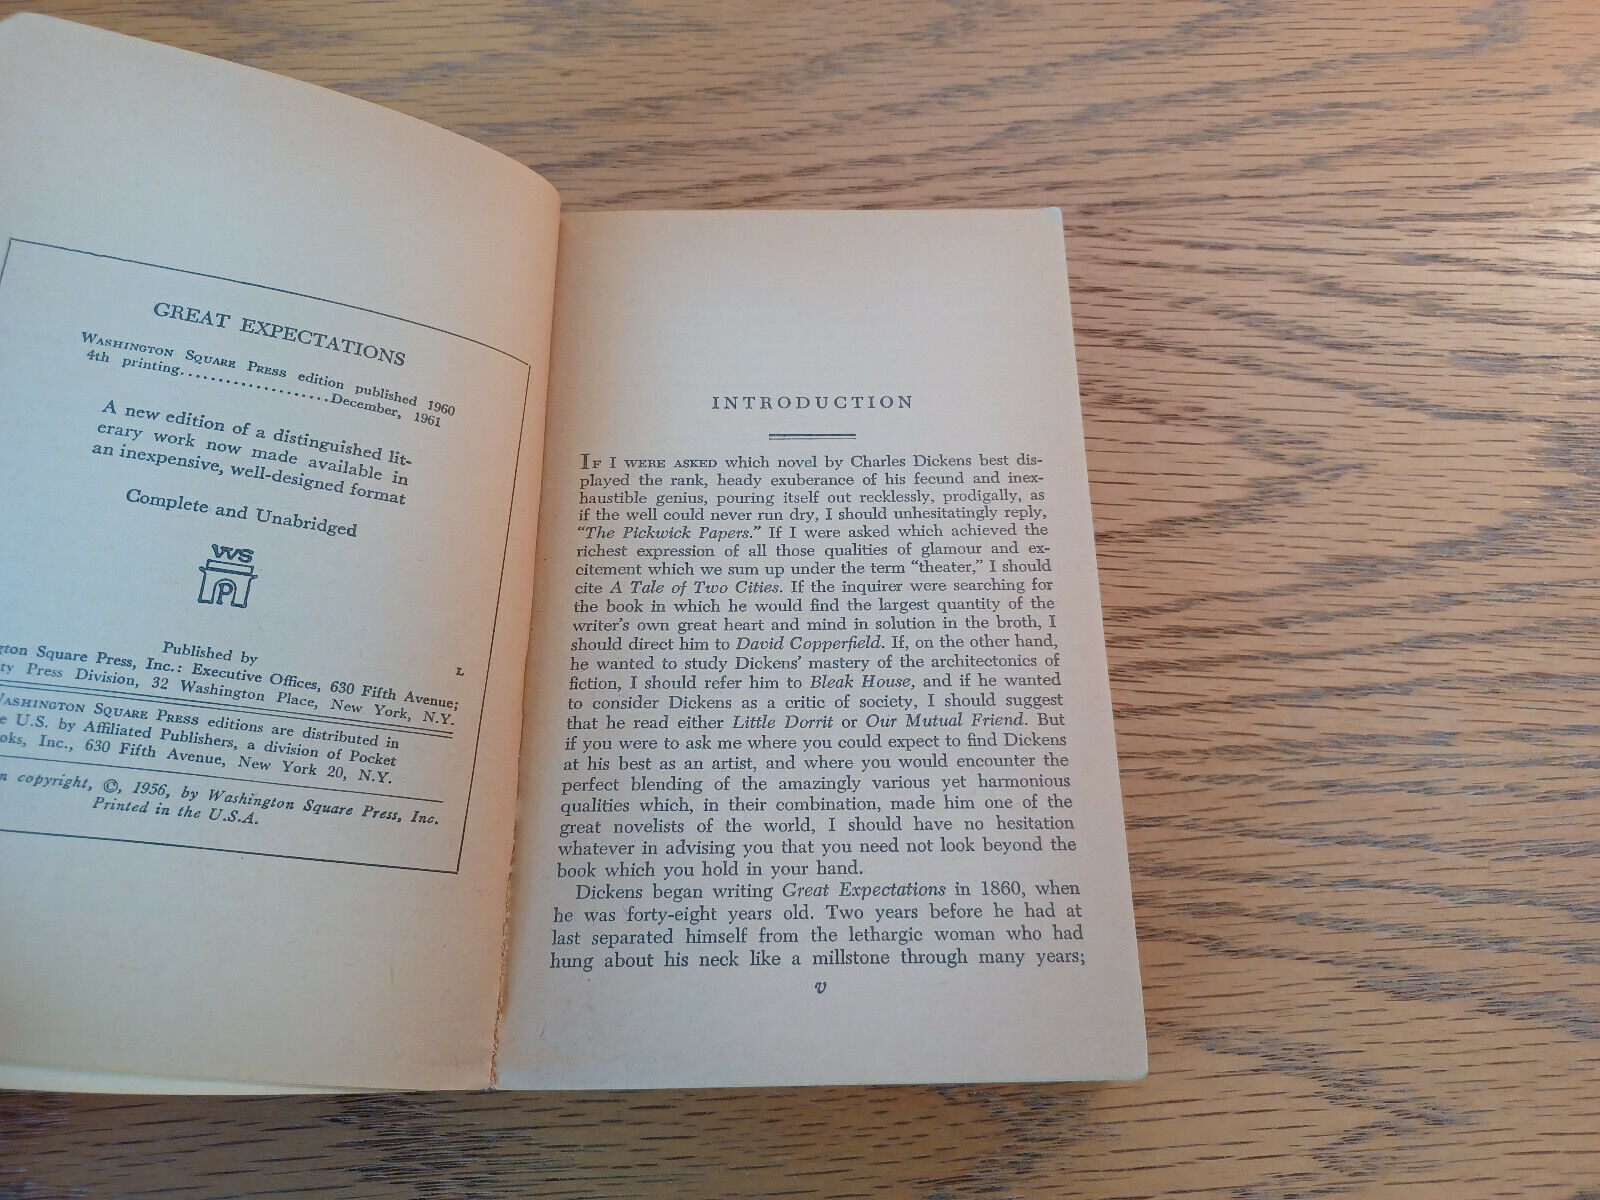 GREAT EXPECTATIONS
WASHINGTON SQUARE PRESS edition published 1960
4th printing....................December, 1961
A new edition of a distinguished lit-
erary work now made available in
an inexpensive, well-designed format
Complete and Unabridged
WS
P
Published by
L
Square Press, Inc.: Executive Offices, 630 Fifth Avenue;
Press Division, 32 Washington Place, New York, N.Y.
WASHINGTON SQUARE PRESS editions are distributed in
U.S. by Affiliated Publishers, a division of Pocket
Inc., 630 Fifth Avenue, New York 20, N.Y.
copyright, ©, 1956, by Washington Square Press, Inc.
Printed in the U.S.A.
INTRODUCTION
IF I WERE ASKED which novel by Charles Dickens best dis-
played the rank, heady exuberance of his fecund and inex-
haustible genius, pouring itself out recklessly, prodigally, as
if the well could never run dry, I should unhesitatingly reply,
"The Pickwick Papers." If I were asked which achieved the
richest expression of all those qualities of glamour and ex-
citement which we sum up under the term "theater," I should
cite A Tale of Two Cities. If the inquirer were searching for
the book in which he would find the largest quantity of the
writer's own great heart and mind in solution in the broth, I
should direct him to David Copperfield. If, on the other hand,
he wanted to study Dickens' mastery of the architectonics of
fiction, I should refer him to Bleak House, and if he wanted
to consider Dickens as a critic of society, I should suggest
that he read either Little Dorrit or Our Mutual Friend. But
if you were to ask me where you could expect to find Dickens
at his best as an artist, and where you would encounter the
perfect blending of the amazingly various yet harmonious
qualities which, in their combination, made him one of the
great novelists of the world, I should have no hesitation
whatever in advising you that you need not look beyond the
book which you hold in your hand.
Dickens began writing Great Expectations in 1860, when
he was forty-eight years old. Two years before he had at
last separated himself from the lethargic woman who had
hung about his neck like a millstone through many years;
v